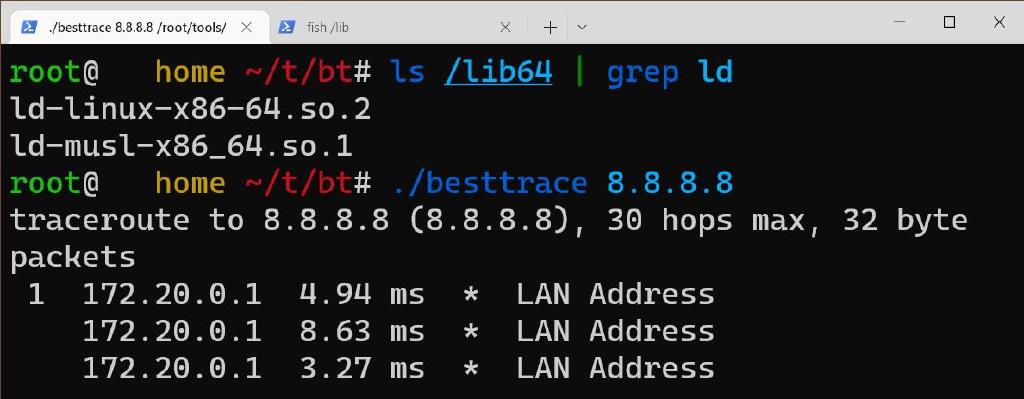 ./besttrace 8.8.8.8 /root/tools/
fish /lib
root@   home ~/t/bt# ls /lib64 | grep ld
ld-linux-x86-64.so.2
ld-musl-x86_64.so.1
root@   home ~/t/bt# ./besttrace 8.8.8.8
traceroute to 8.8.8.8 (8.8.8.8), 30 hops max, 32 byte
packets
 1  172.20.0.1  4.94 ms  *  LAN Address
    172.20.0.1  8.63 ms  *  LAN Address
    172.20.0.1  3.27 ms  *  LAN Address